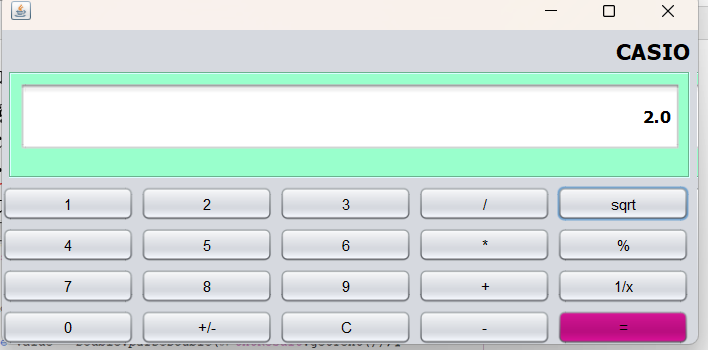 CASIO
2.0
1 2 3 / sqrt
4 5 6 * %
7 8 9 + 1/x
0 +/- C - =